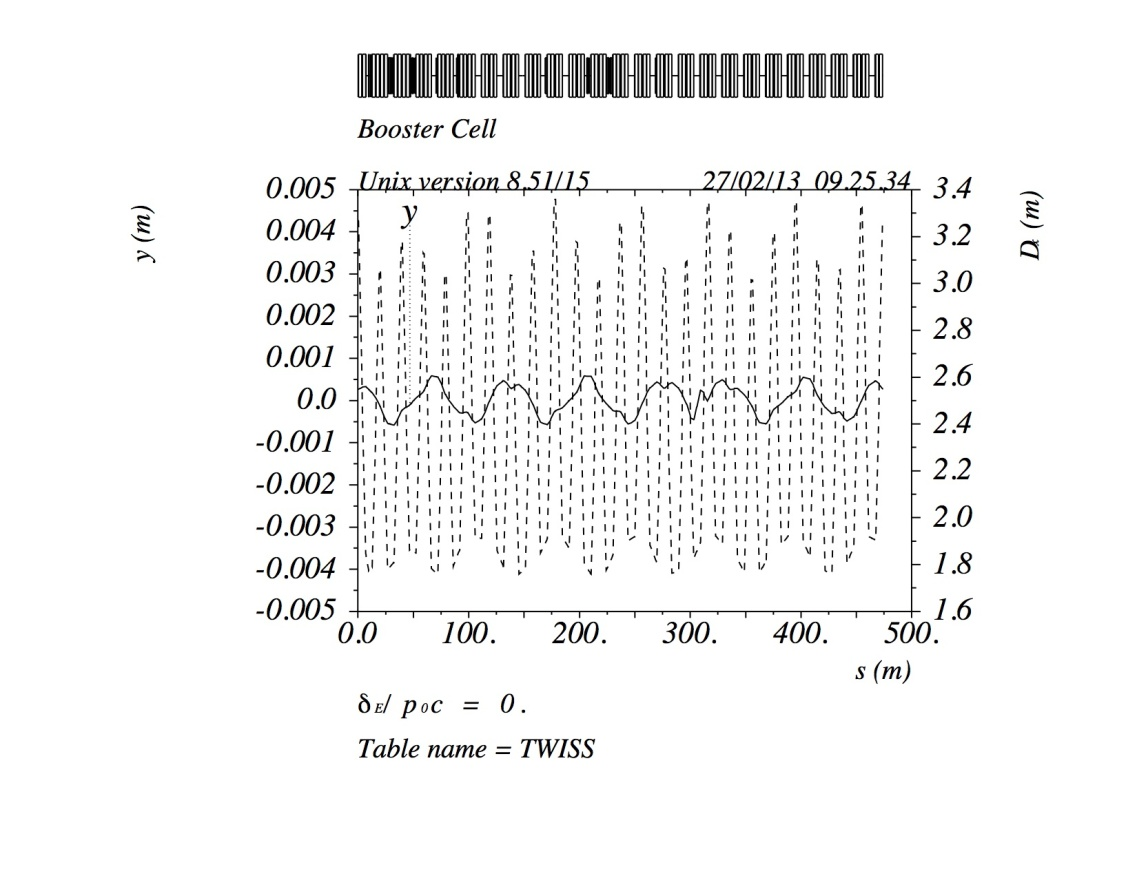 Booster Cell
Unix version 8.51/15 27/02/13 09.25.34
y (m)
0.005
0.004
0.003
0.002
0.001
0.0
-0.001
-0.002
-0.003
-0.004
-0.005
y
3.4
3.2
3.0
2.8
2.6
2.4
2.2
2.0
1.8
1.6
Dx (m)
0.0 100. 200. 300. 400. 500.
s (m)
δE/ p0c = 0.
Table name = TWISS